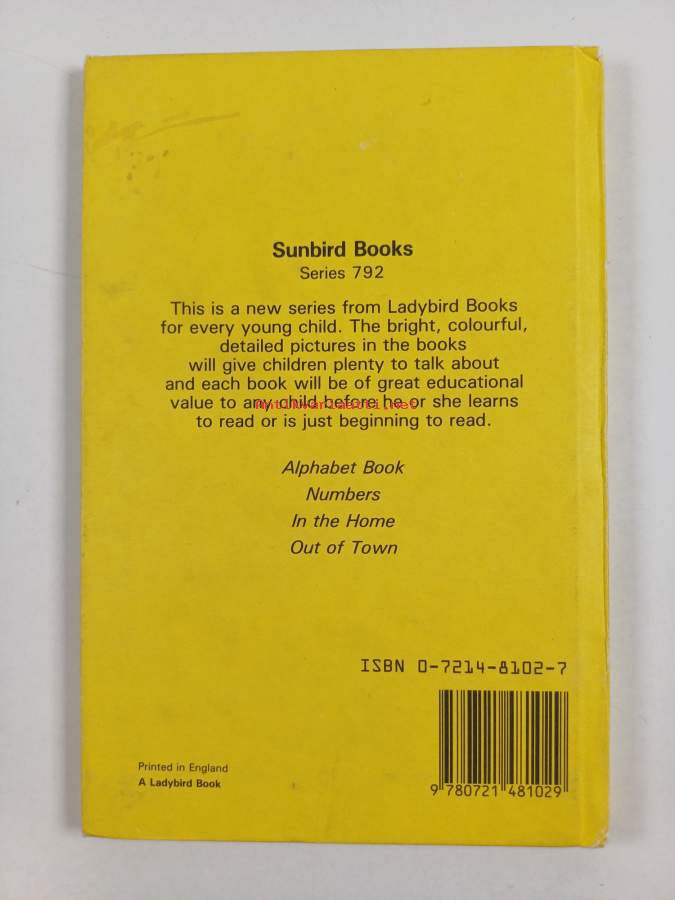 Sunbird Books
Series 792
This is a new series from Ladybird Books
for every young child. The bright, colourful,
detailed pictures in the books
will give children plenty to talk about
and each book will be of great educational
value to any child before he or she learns
to read or is just beginning to read.
Antikvariaatti.net
Alphabet Book
Numbers
In the Home
Out of Town
ISBN 0-7214-8102-7
9 780721 481029
Printed in England
A Ladybird Book